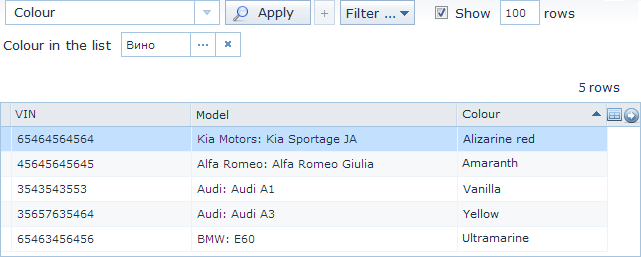 Colour Apply + Filter ... Show 100 rows
Colour in the list Вино ...
5 rows
VIN Model Colour
65464564564 Kia Motors: Kia Sportage JA Alizarine red
45645645645 Alfa Romeo: Alfa Romeo Giulia Amaranth
3543543553 Audi: Audi A1 Vanilla
35657635464 Audi: Audi A3 Yellow
65463456456 BMW: E60 Ultramarine